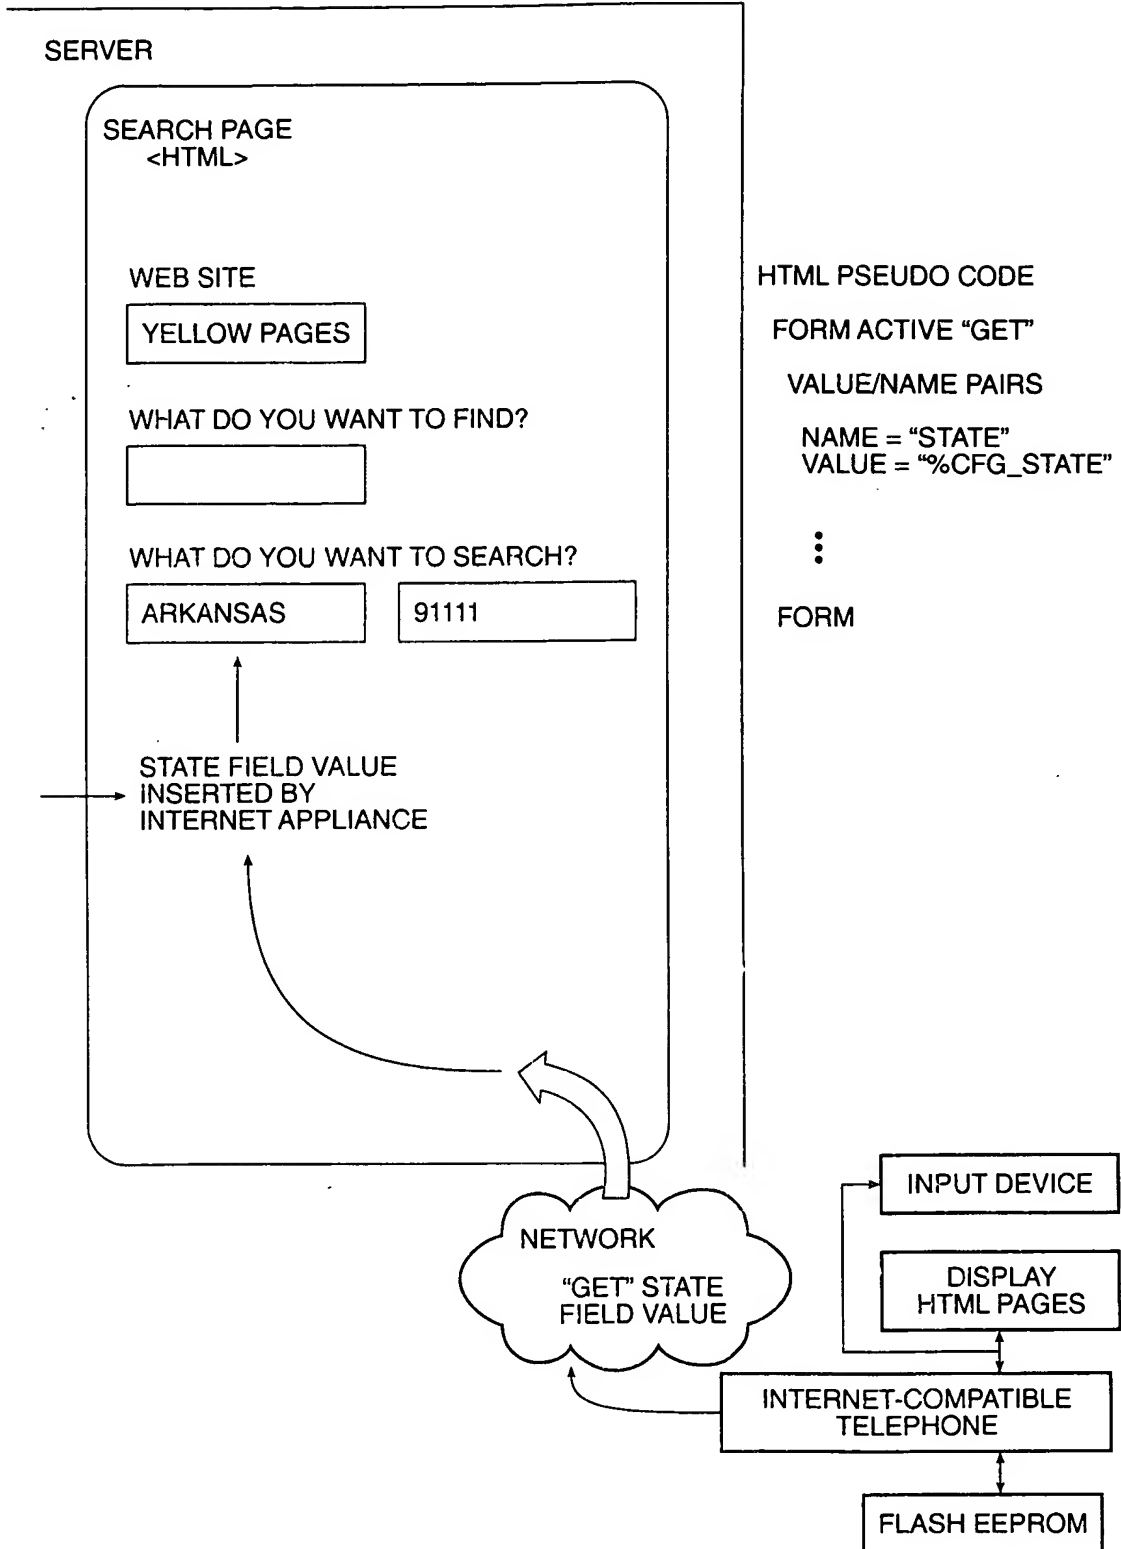 SERVER
SEARCH PAGE
<HTML>
WEB SITE
YELLOW PAGES
WHAT DO YOU WANT TO FIND?
WHAT DO YOU WANT TO SEARCH?
ARKANSAS
91111
STATE FIELD VALUE
INSERTED BY
INTERNET APPLIANCE
HTML PSEUDO CODE
FORM ACTIVE “GET”
VALUE/NAME PAIRS
NAME = “STATE”
VALUE = “%CFG_STATE”
FORM
NETWORK
“GET” STATE
FIELD VALUE
INPUT DEVICE
DISPLAY
HTML PAGES
INTERNET-COMPATIBLE
TELEPHONE
FLASH EEPROM